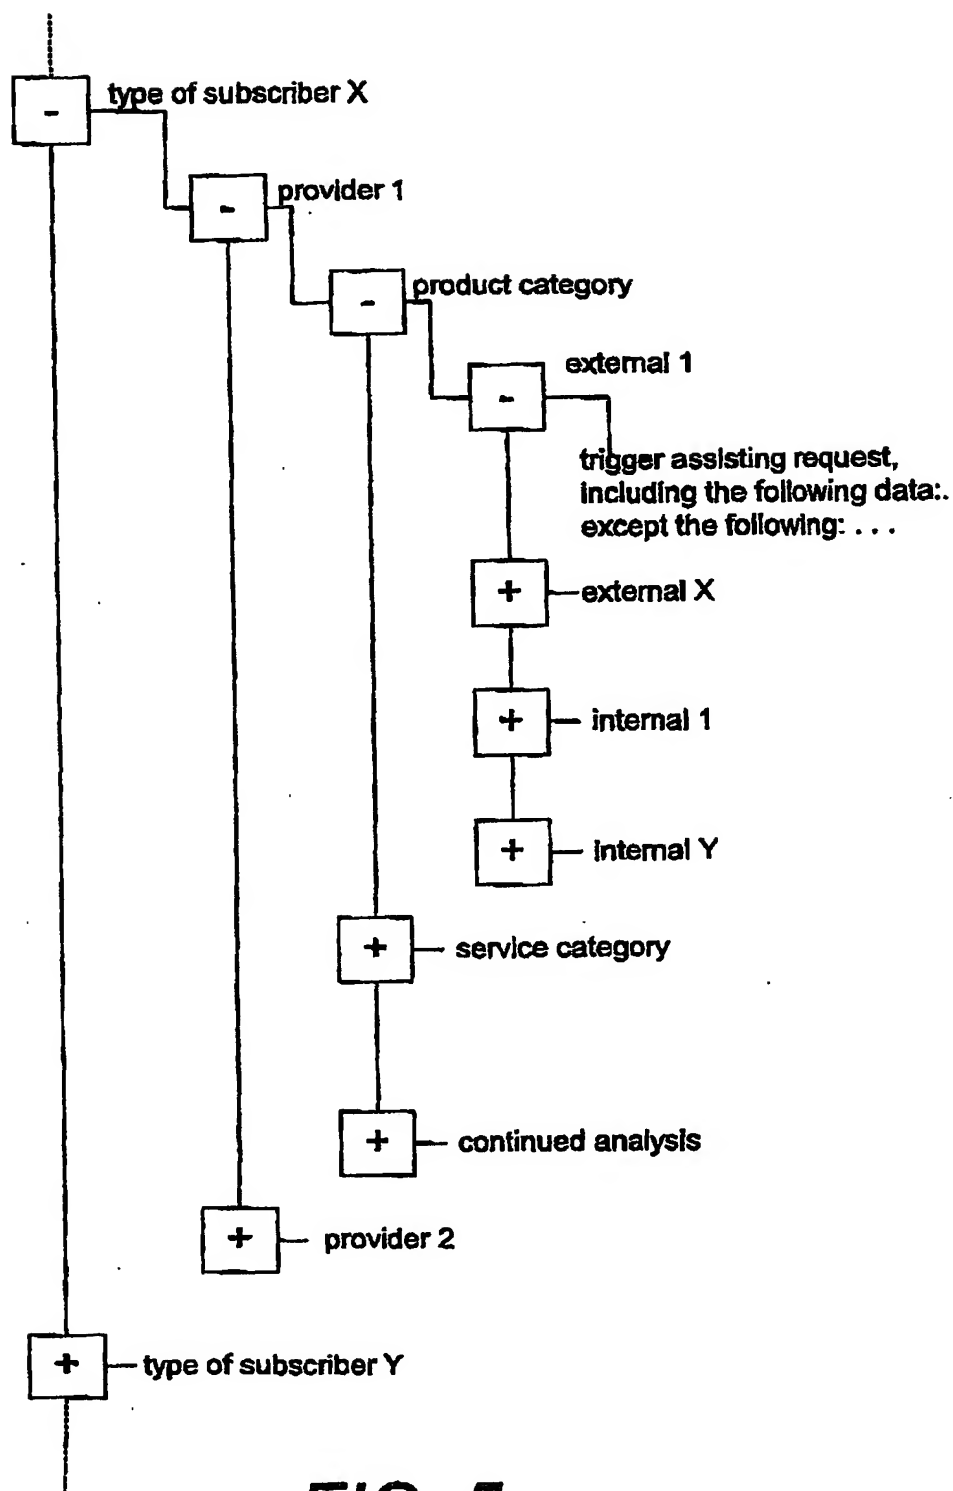 -
type of subscriber X
-
provider 1
-
product category
-
external 1
trigger assisting request,
including the following data:.
except the following: . . .
+
external X
+
internal 1
+
internal Y
+
service category
+
continued analysis
+
provider 2
+
type of subscriber Y